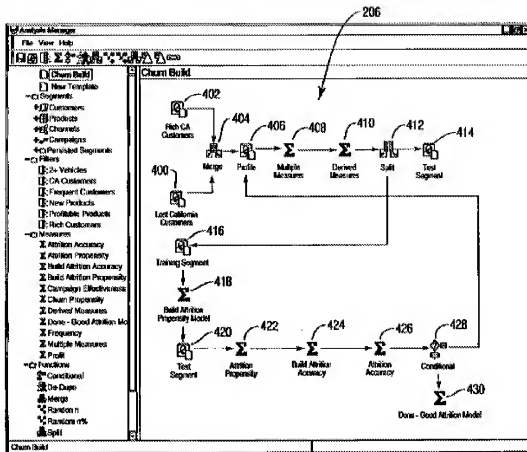 206
Analysis Manager
File View Help
Churn Build
New Template
Segments
Customers
Products
Channels
Campaigns
Persisted Segments
Filters
2+ Vehicles
CA Customers
Frequent Customers
New Products
Profitable Products
Rich Customers
Measures
Attrition Accuracy
Attrition Propensity
Build Attrition Accuracy
Build Attrition Propensity
Campaign Effectiveness
Churn Propensity
Derived Measures
Done - Good Attrition Mo
Frequency
Multiple Measures
Profit
Functions
Conditional
De-Dupe
Merge
Random n
Random n%
Split
Churn Build
402
Rich CA
Customers
404
Merge
406
Profile
408
Multiple
Measures
410
Derived
Measures
412
Split
414
Test
Segment
400
Lost California
Customers
416
Training Segment
418
Build Attrition
Propensity Model
420
Test
Segment
422
Attrition
Propensity
424
Build Attrition
Accuracy
426
Attrition
Accuracy
428
Conditional
430
Done - Good Attrition Model
Churn Build